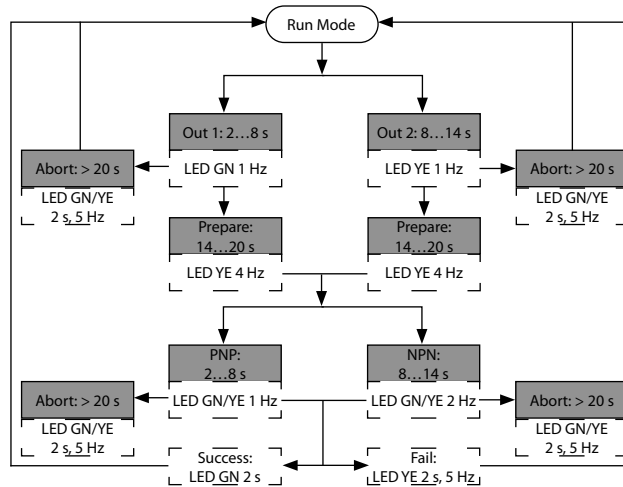 Run Mode
Out 1: 2…8 s
Out 2: 8…14 s
Abort: > 20 s
LED GN 1 Hz
LED YE 1 Hz
Abort: > 20 s
LED GN/YE
2 s, 5 Hz
LED GN/YE
2 s, 5 Hz
Prepare:
14…20 s
Prepare:
14…20 s
LED YE 4 Hz
LED YE 4 Hz
PNP:
2…8 s
NPN:
8…14 s
Abort: > 20 s
LED GN/YE 1 Hz
LED GN/YE 2 Hz
Abort: > 20 s
LED GN/YE
2 s, 5 Hz
LED GN/YE
2 s, 5 Hz
Success:
LED GN 2 s
Fail:
LED YE 2 s, 5 Hz